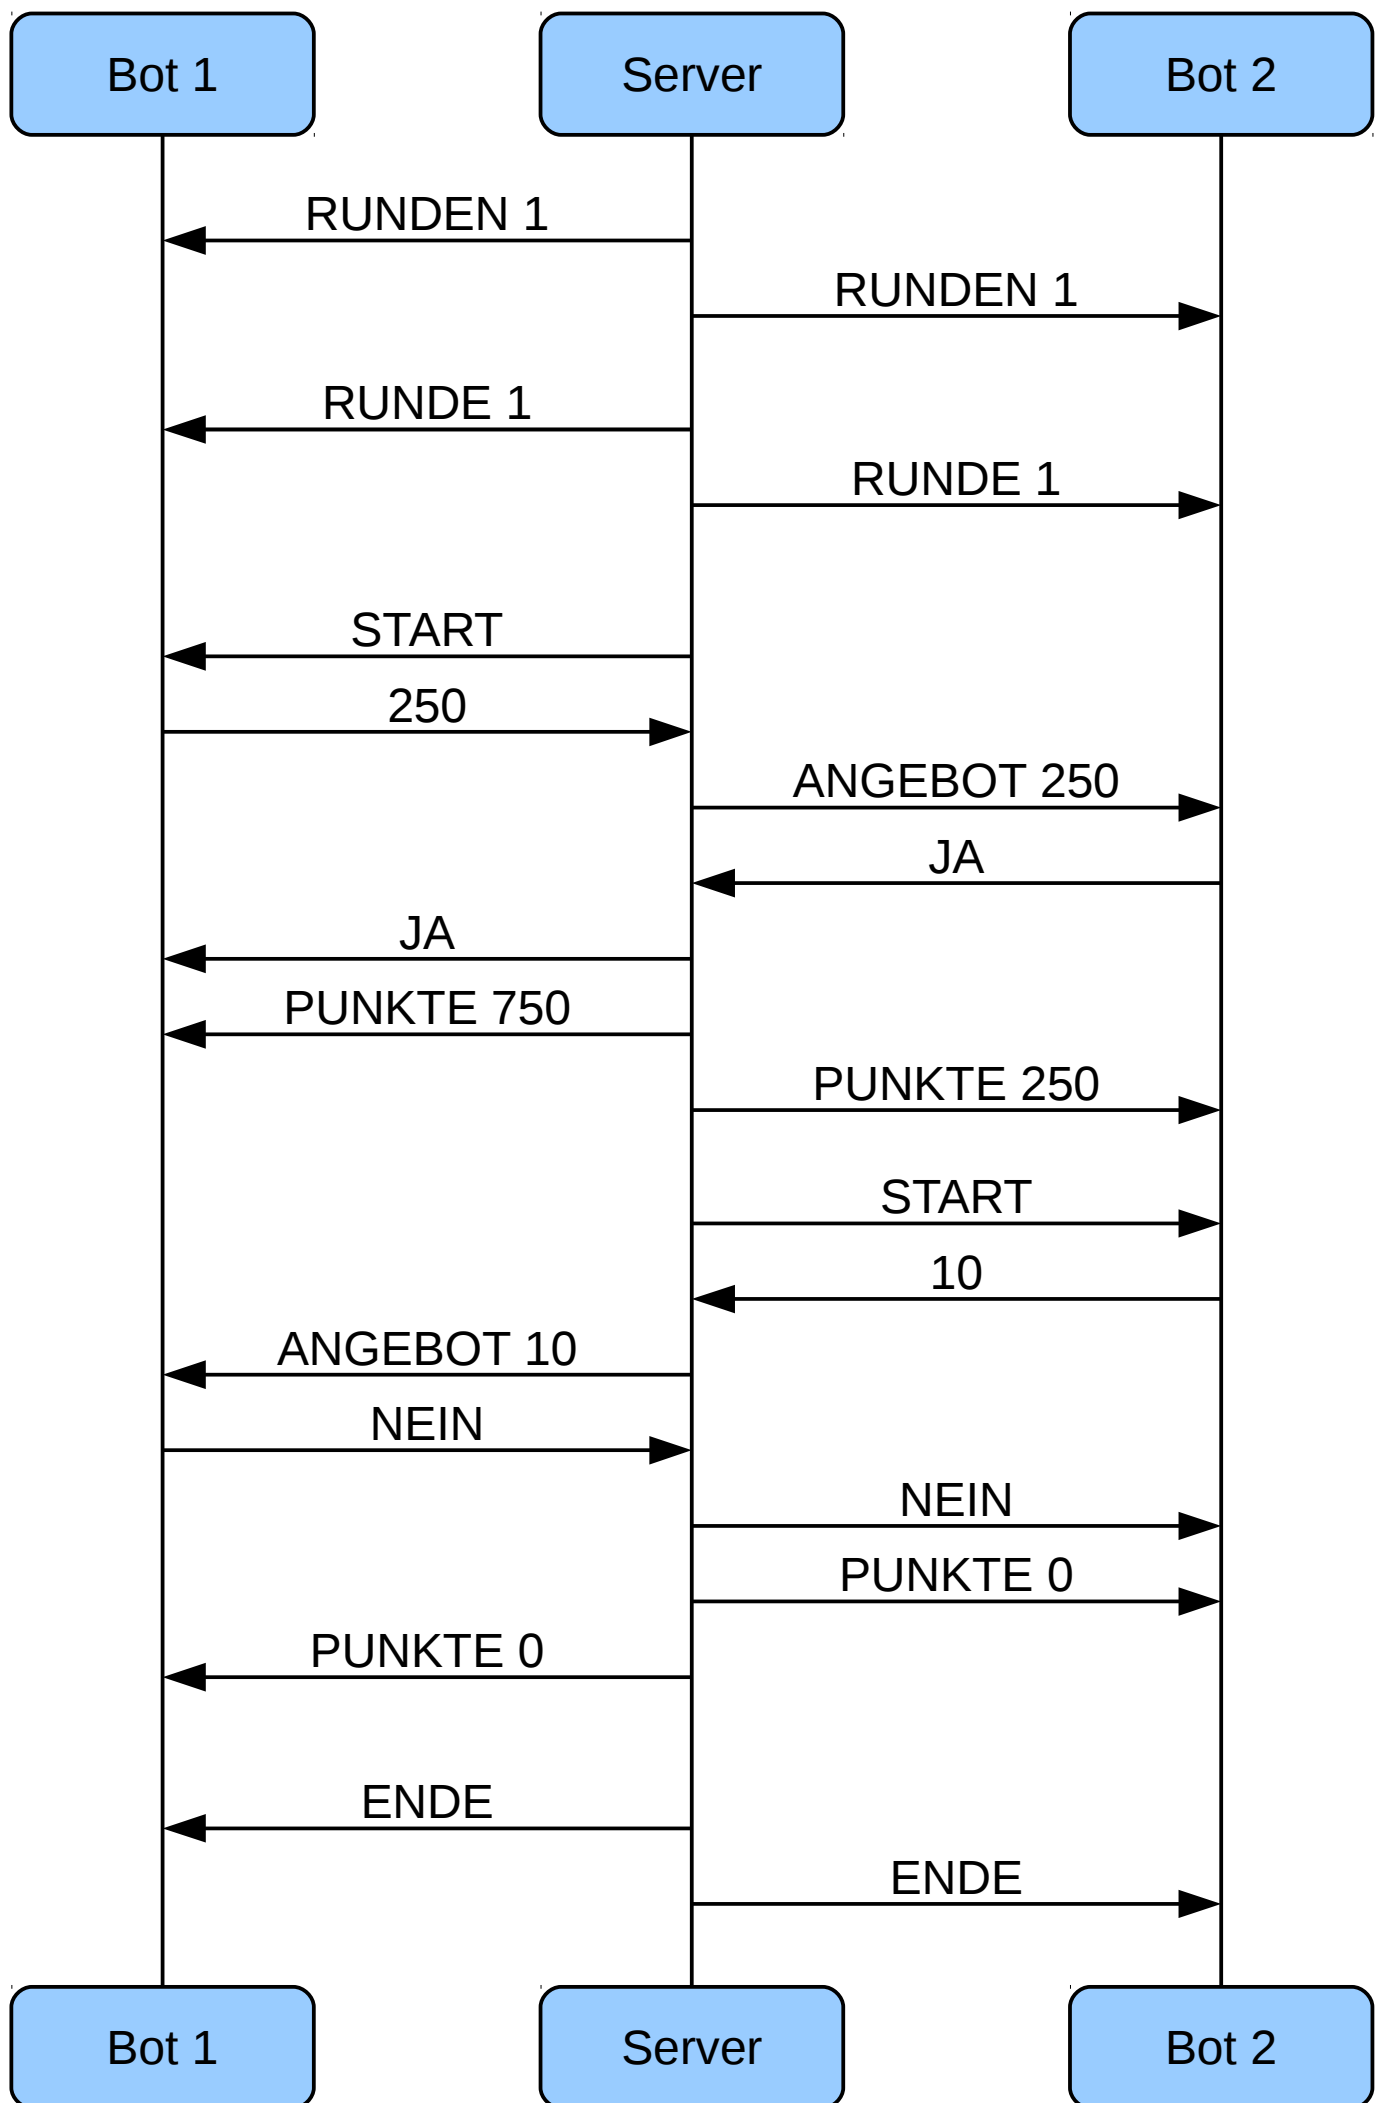 Bot 1
Server
Bot 2
RUNDEN 1
RUNDEN 1
RUNDE 1
RUNDE 1
START
250
ANGEBOT 250
JA
JA
PUNKTE 750
PUNKTE 250
START
10
ANGEBOT 10
NEIN
NEIN
PUNKTE 0
PUNKTE 0
ENDE
ENDE
Bot 1
Server
Bot 2